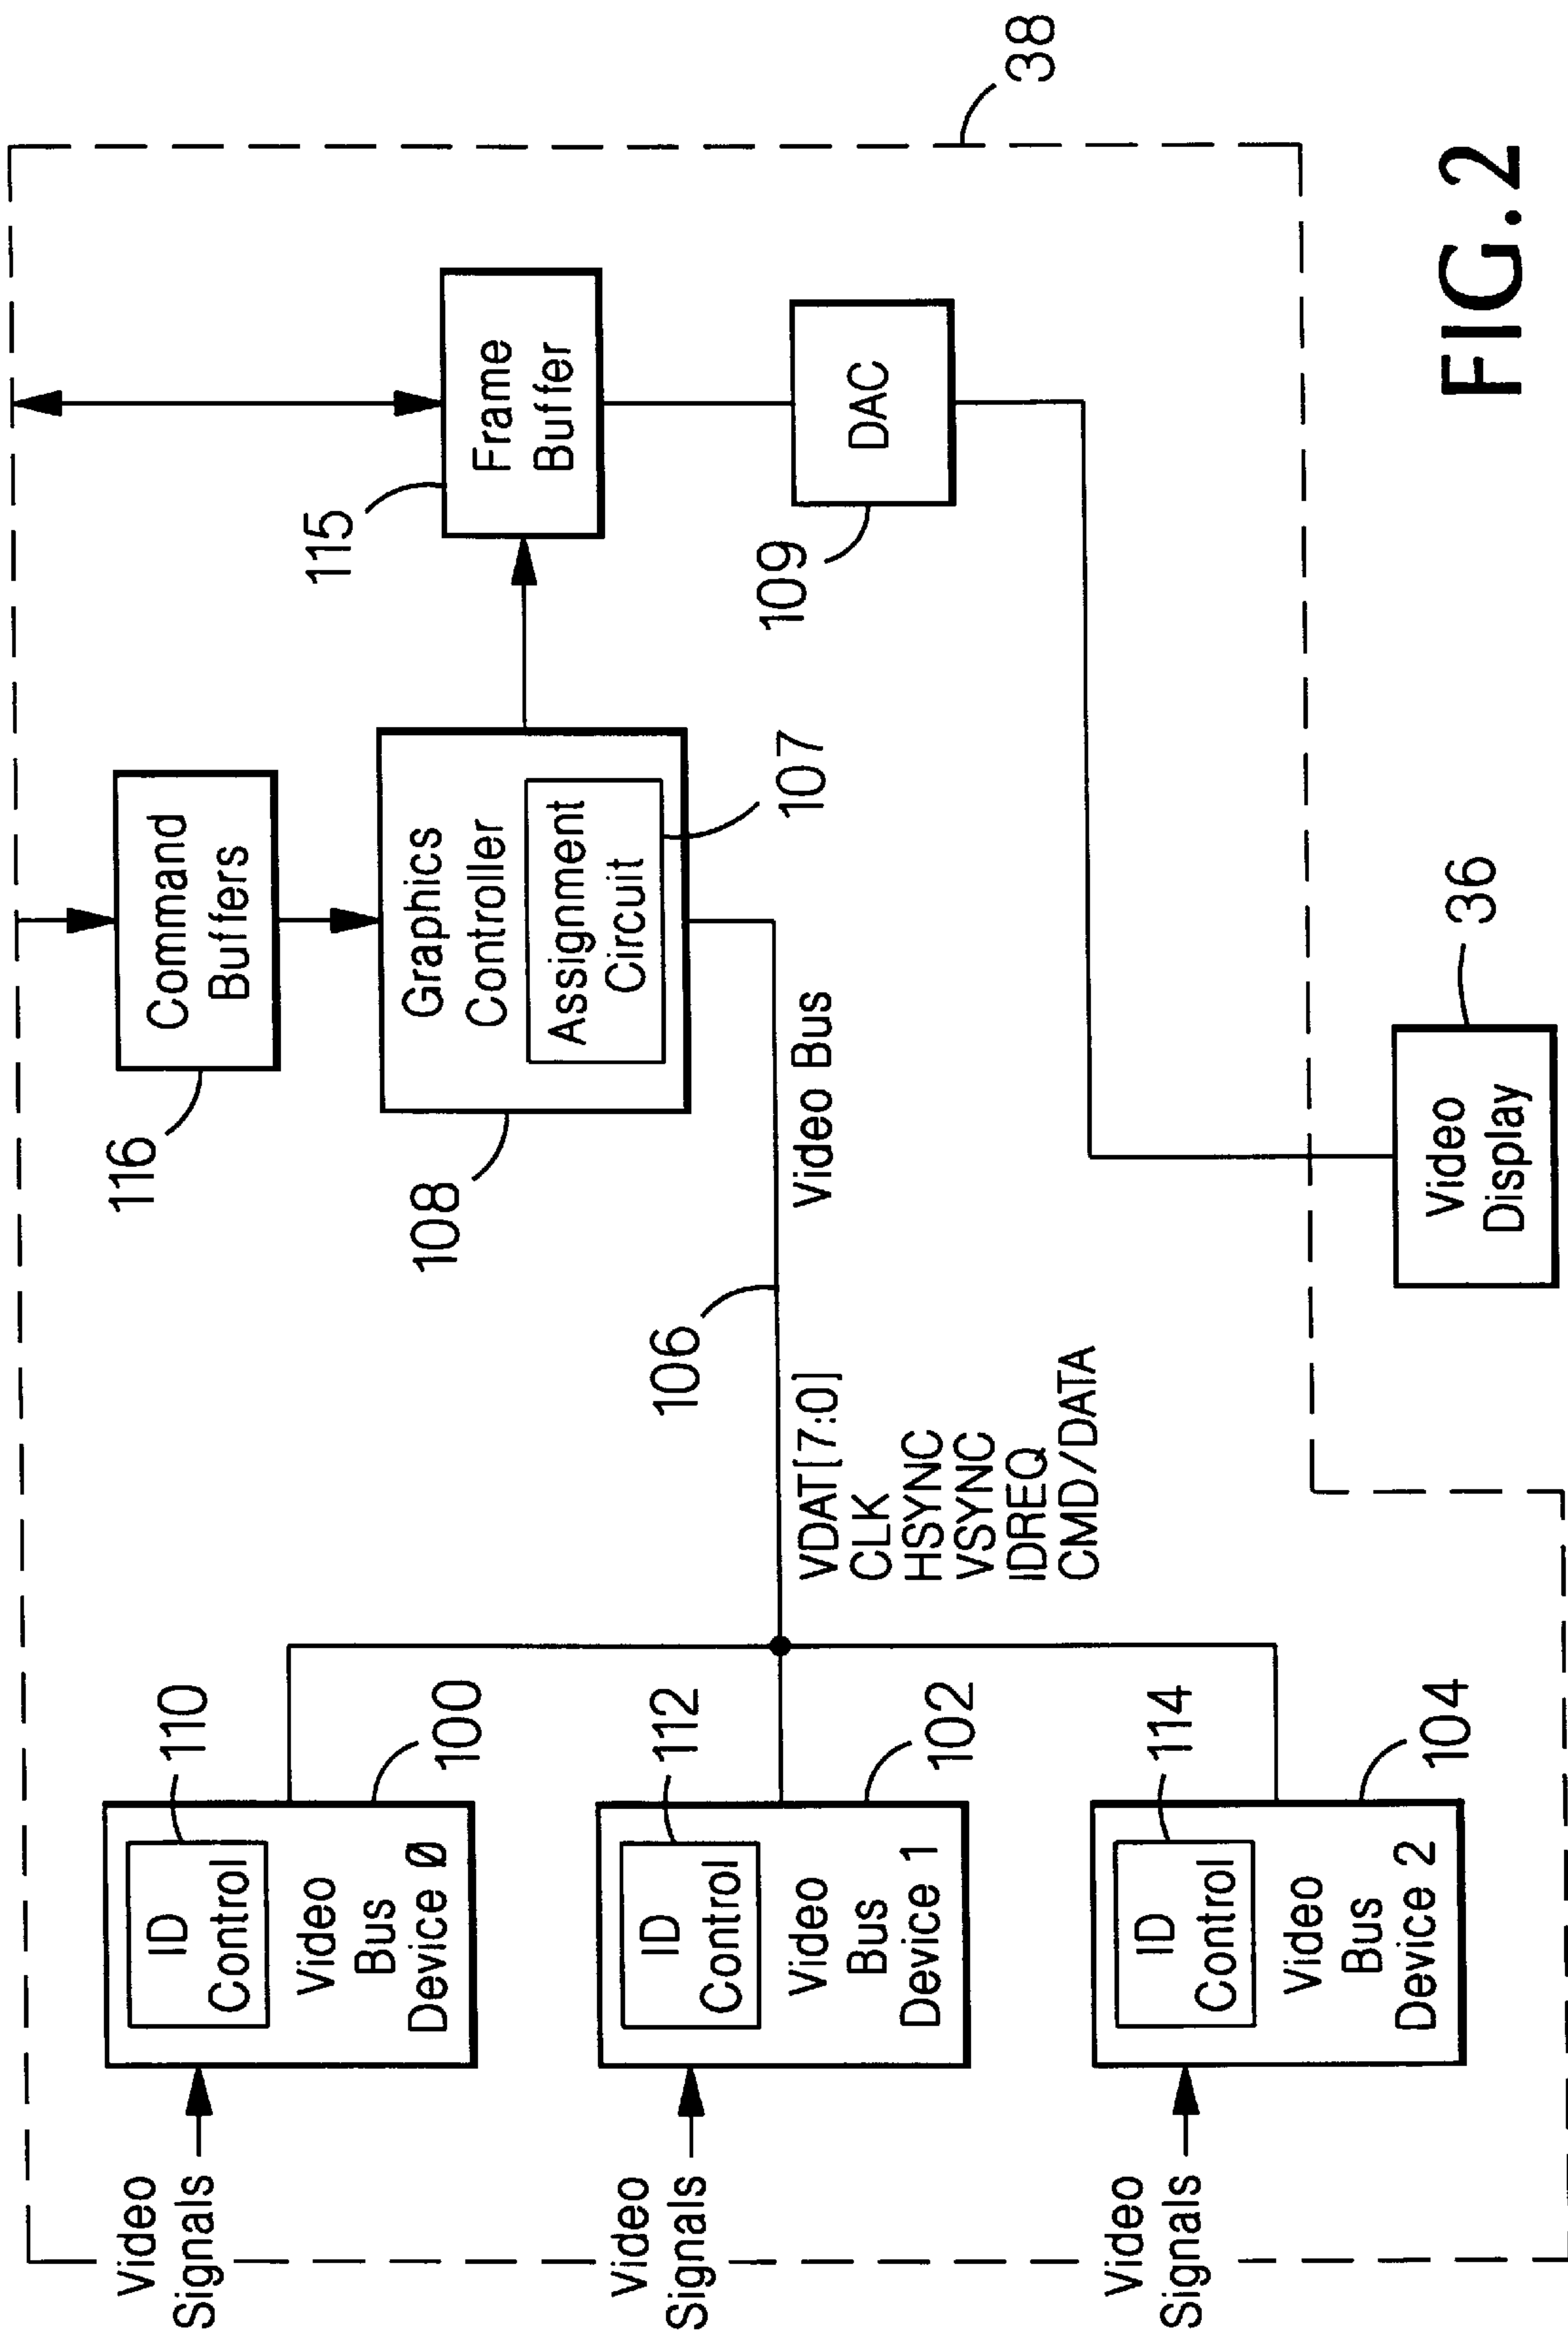 38
Command
Buffers
116
Frame
Buffer
115
Graphics
Controller
Assignment
Circuit
107
108
DAC
109
Video Bus
106
VDAT[7:0]
CLK
HSYNC
VSYNC
IDREQ
CMD/DATA
Video
Signals
ID
Control
Video
Bus
Device Ø
110
100
Video
Signals
ID
Control
Video
Bus
Device 1
112
102
Video
Signals
ID
Control
Video
Bus
Device 2
114
104
Video
Display
36
FIG.2